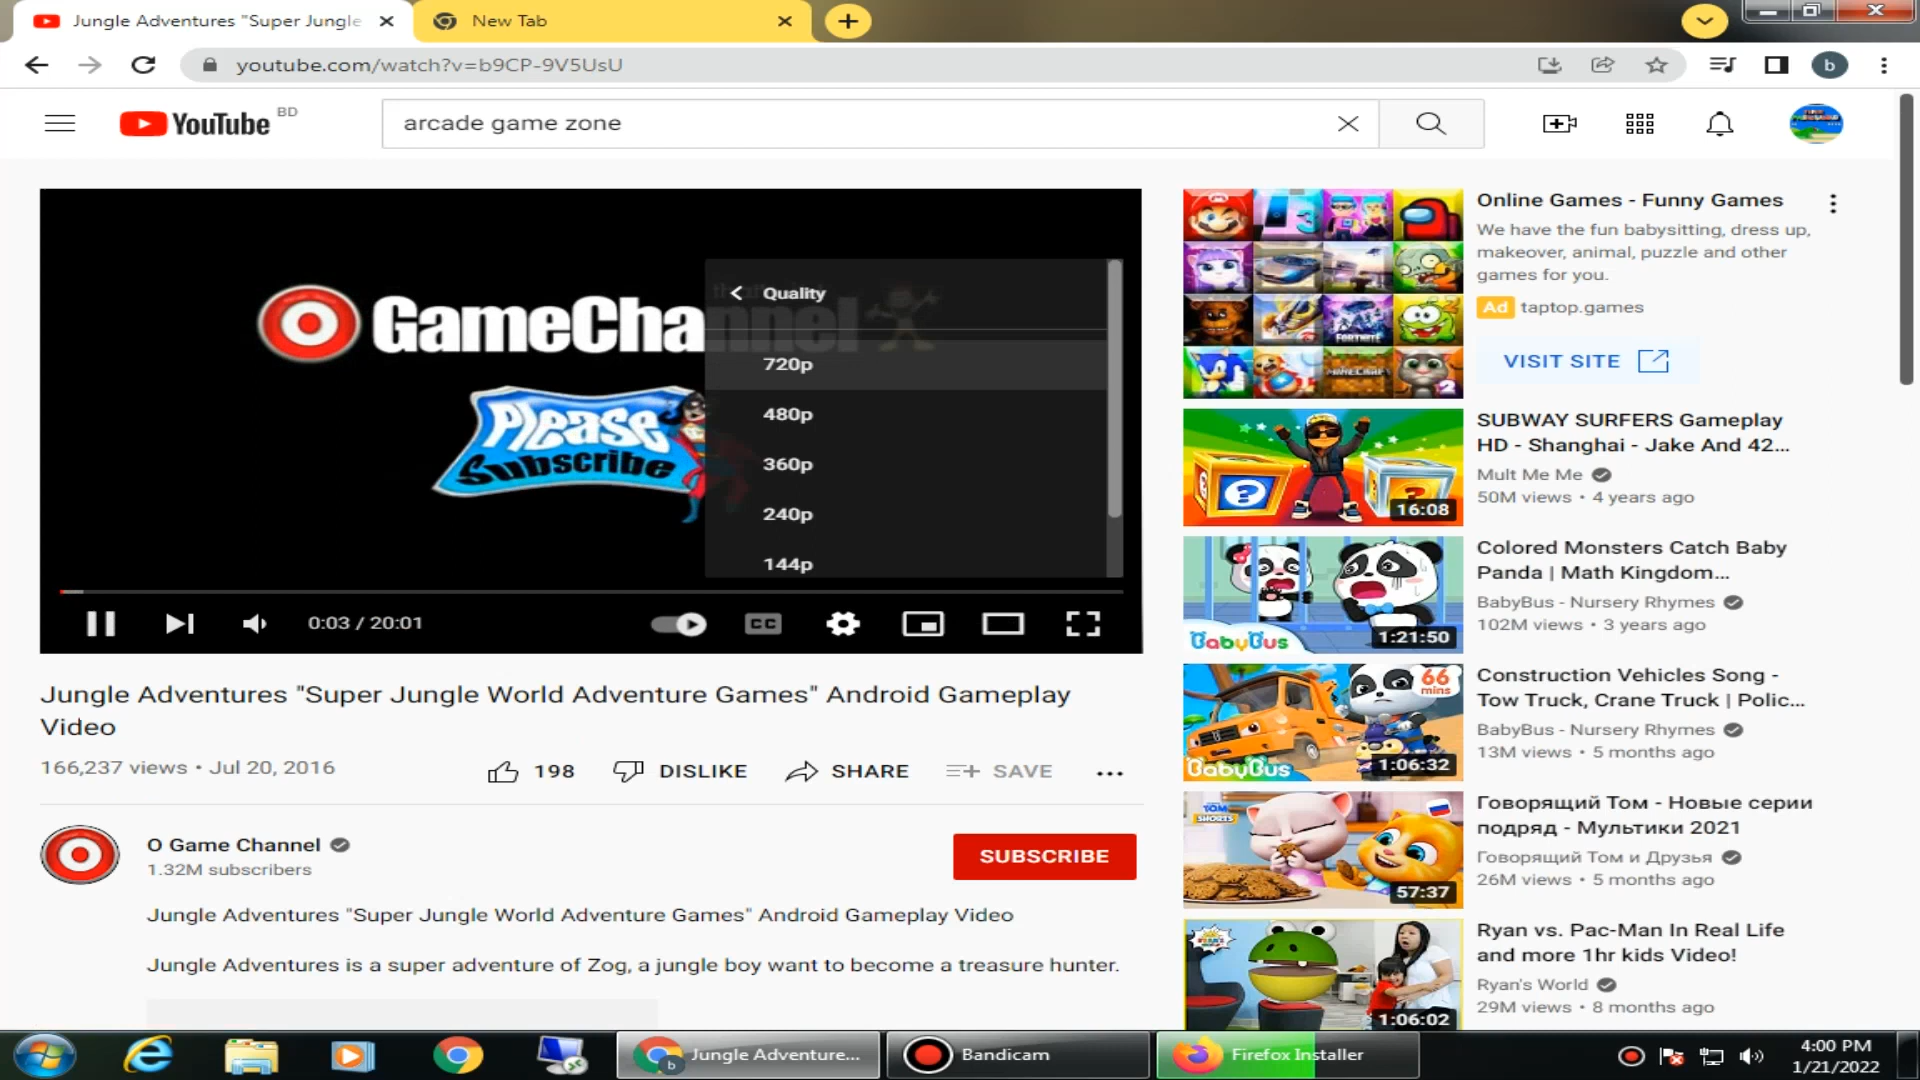 Jungle Adventures "Super Jungle
New Tab
youtube.com/watch?v=b9CP-9V5UsU
b
YouTube BD
arcade game zone
GameChannel
Please
Subscribe
Quality
720p
480p
360p
240p
144p
0:03 / 20:01
CC
Jungle Adventures "Super Jungle World Adventure Games" Android Gameplay
Video
166,237 views • Jul 20, 2016
198
DISLIKE
SHARE
SAVE
O Game Channel
1.32M subscribers
SUBSCRIBE
Jungle Adventures "Super Jungle World Adventure Games" Android Gameplay Video
Jungle Adventures is a super adventure of Zog, a jungle boy want to become a treasure hunter.
3
FORTNITE
MINECRAFT
2
Online Games - Funny Games
We have the fun babysitting, dress up,
makeover, animal, puzzle and other
games for you.
Ad taptop.games
VISIT SITE
16:08
SUBWAY SURFERS Gameplay
HD - Shanghai - Jake And 42...
Mult Me Me
50M views • 4 years ago
BabyBus
1:21:50
Colored Monsters Catch Baby
Panda | Math Kingdom...
BabyBus - Nursery Rhymes
102M views • 3 years ago
66
mins
BabyBus
1:06:32
Construction Vehicles Song -
Tow Truck, Crane Truck | Polic...
BabyBus - Nursery Rhymes
13M views • 5 months ago
TOM
SHORTS
57:37
Говорящий Том - Новые серии
подряд - Мультики 2021
Говорящий Том и Друзья
26M views • 5 months ago
1:06:02
Ryan vs. Pac-Man In Real Life
and more 1hr kids Video!
Ryan's World
29M views • 8 months ago
b
Jungle Adventure...
Bandicam
Firefox Installer
4:00 PM
1/21/2022